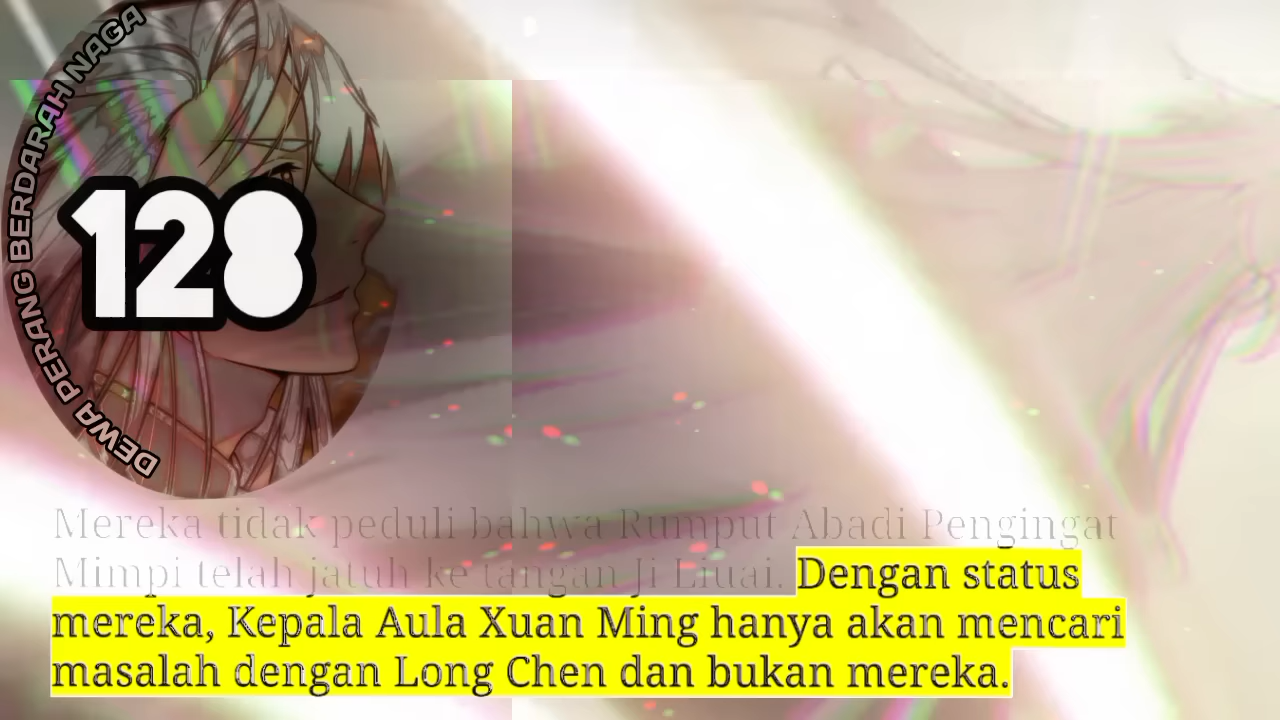 DEWA PERANG BERDARAH NAGA
128
Mereka tidak peduli bahwa Rumput Abadi Pengingat
Mimpi telah jatuh ke tangan Ji Liuai. Dengan status
mereka, Kepala Aula Xuan Ming hanya akan mencari
masalah dengan Long Chen dan bukan mereka.